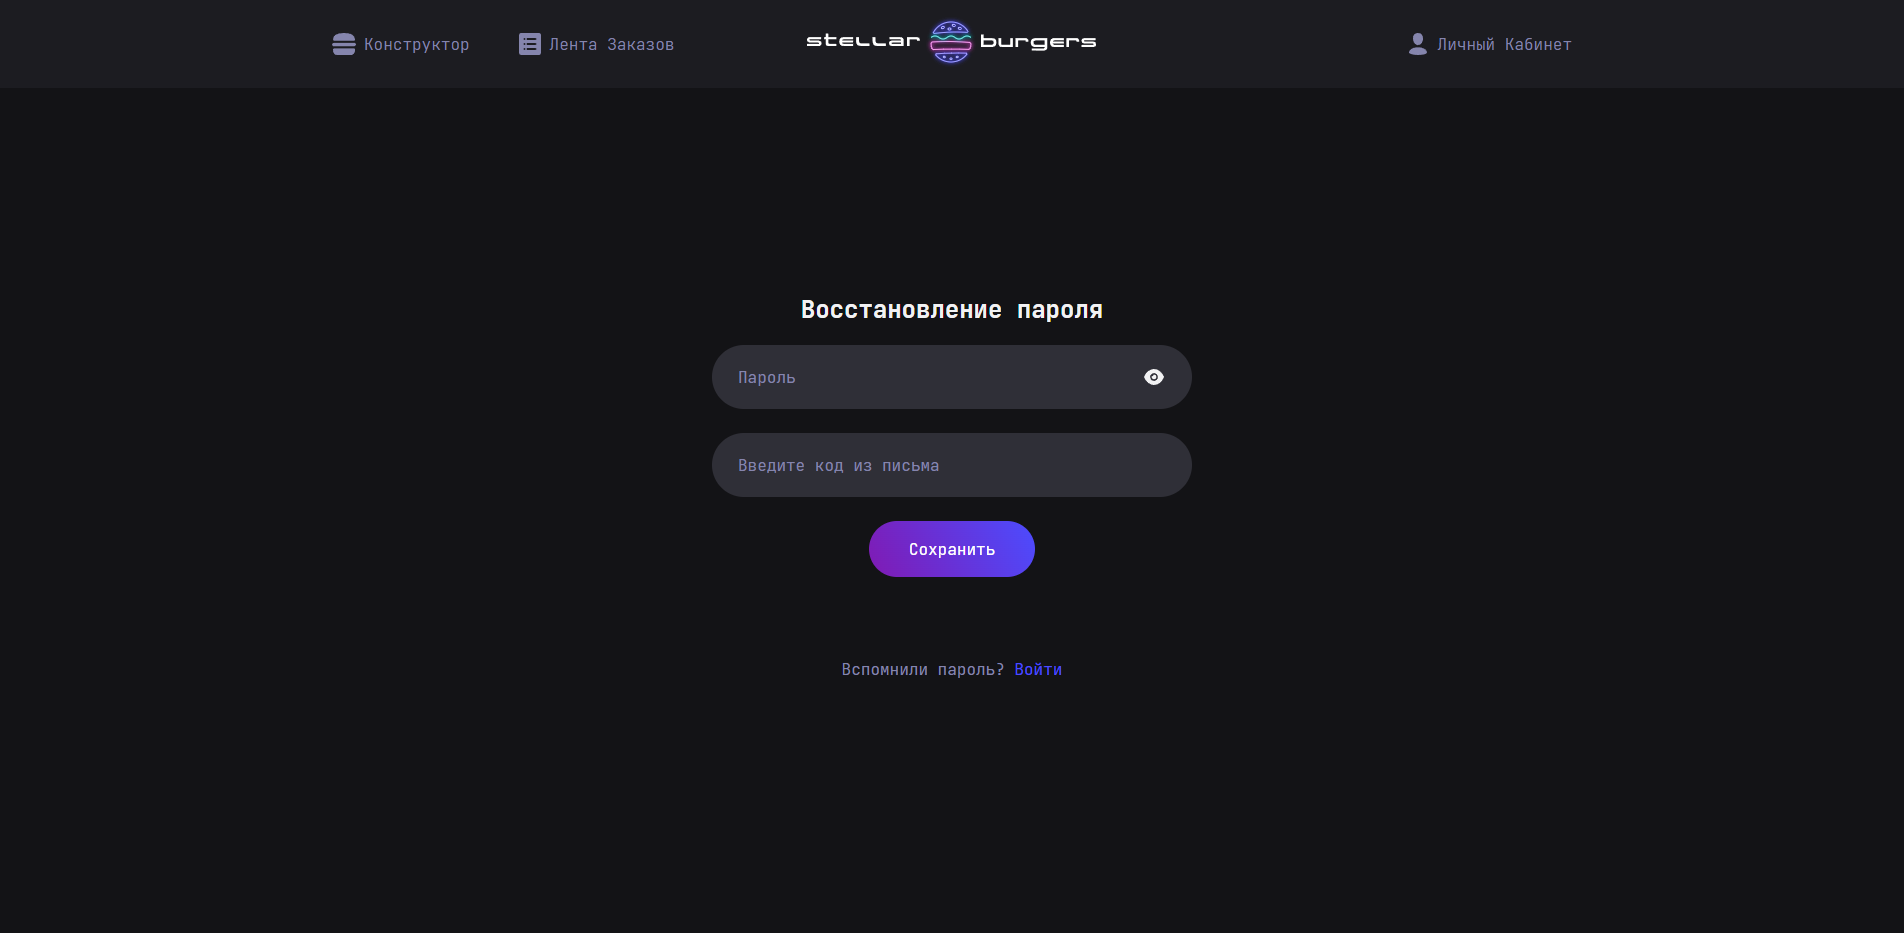 Конструктор
Лента Заказов
stellar burgers
Личный Кабинет
Восстановление пароля
Пароль
Введите код из письма
Сохранить
Вспомнили пароль? Войти